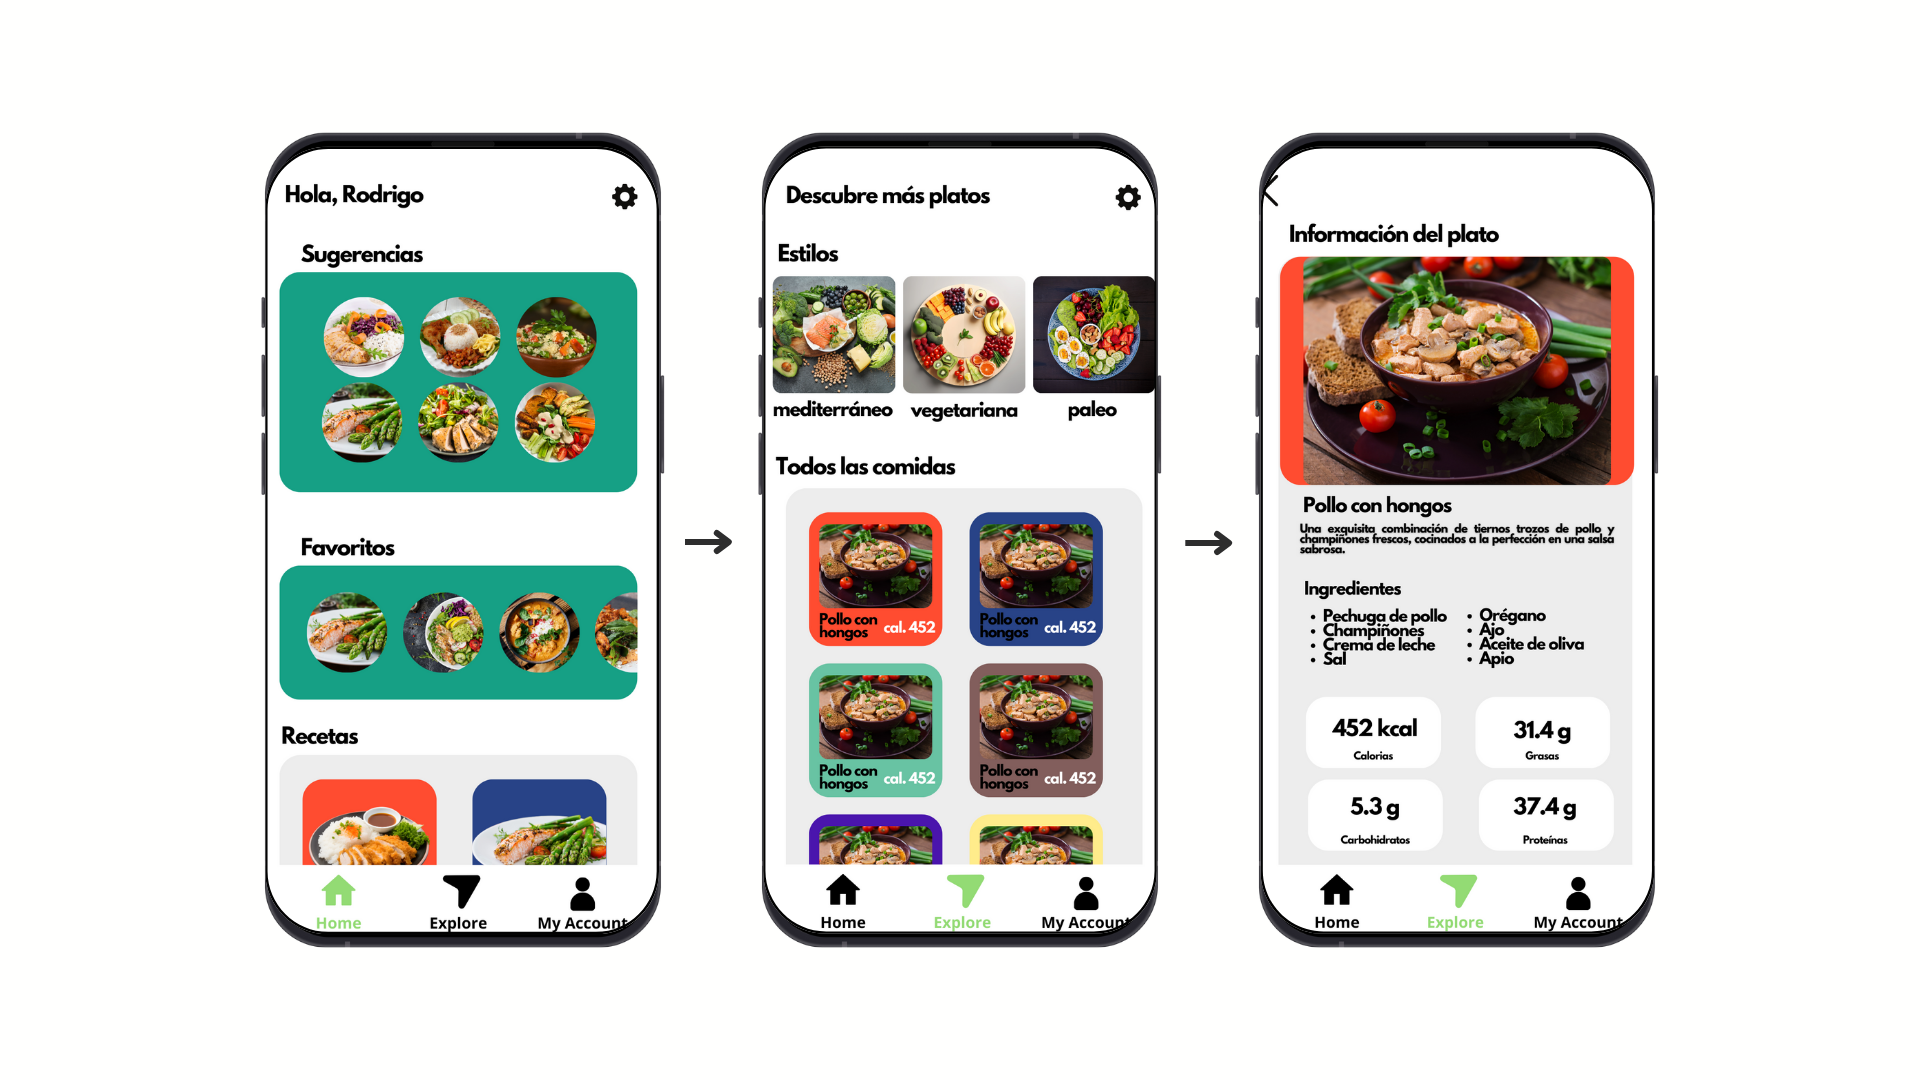 Hola, Rodrigo
Sugerencias
Favoritos
Recetas
Home
Explore
My Account
Descubre más platos
Estilos
mediterráneo
vegetariana
paleo
Todos las comidas
Pollo con
hongos
cal. 452
Pollo con
hongos
cal. 452
Pollo con
hongos
cal. 452
Pollo con
hongos
cal. 452
Home
Explore
My Account
Información del plato
Pollo con hongos
Una exquisita combinación de tiernos trozos de pollo y
champiñones frescos, cocinados a la perfección en una salsa
sabrosa.
Ingredientes
• Pechuga de pollo
• Champiñones
• Crema de leche
• Sal
• Orégano
• Ajo
• Aceite de oliva
• Apio
452 kcal
Calorias
31.4 g
Grasas
5.3 g
Carbohidratos
37.4 g
Proteínas
Home
Explore
My Account